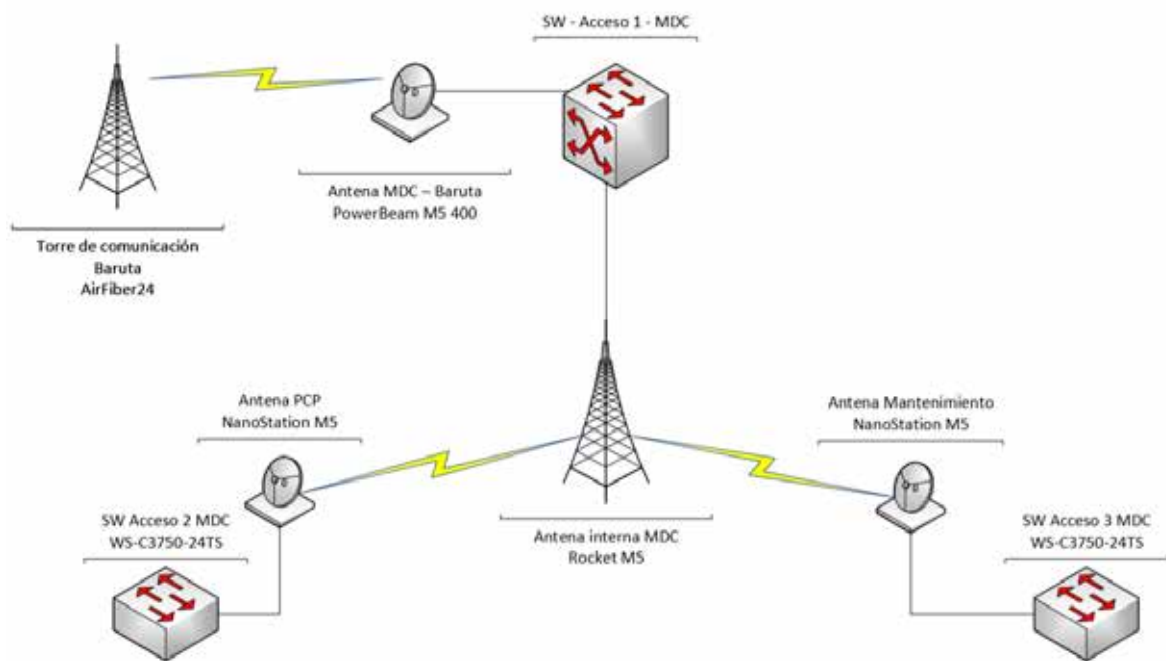 SW - Acceso 1 - MDC
Antena MDC – Baruta
PowerBeam M5 400
Torre de comunicación
Baruta
AirFiber24
Antena PCP
NanoStation M5
Antena Mantenimiento
NanoStation M5
SW Acceso 2 MDC
WS-C3750-24TS
Antena interna MDC
Rocket M5
SW Acceso 3 MDC
WS-C3750-24TS